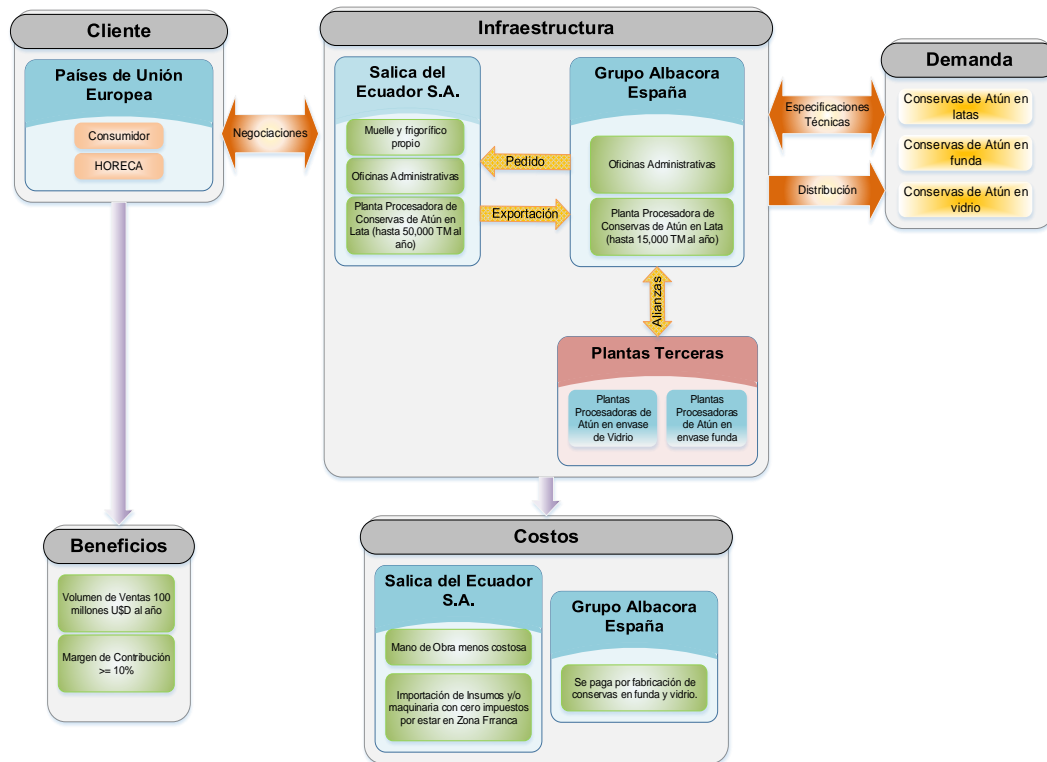 Cliente
Países de Unión
Europea
Consumidor
HORECA
Negociaciones
Infraestructura
Salica del
Ecuador S.A.
Muelle y frigorífico
propio
Oficinas Administrativas
Planta Procesadora de
Conservas de Atún en
Lata (hasta 50,000 TM al
año)
Pedido
Exportación
Grupo Albacora
España
Oficinas Administrativas
Planta Procesadora de
Conservas de Atún en Lata
(hasta 15,000 TM al año)
Alianzas
Plantas Terceras
Plantas
Procesadoras de
Atún en envase
de Vidrio
Plantas
Procesadoras
de Atún en
envase funda
Especificaciones
Técnicas
Distribución
Demanda
Conservas de Atún en
latas
Conservas de Atún en
funda
Conservas de Atún en
vidrio
Beneficios
Volumen de Ventas 100
millones U$D al año
Margen de Contribución
>= 10%
Costos
Salica del Ecuador
S.A.
Mano de Obra menos costosa
Importación de Insumos y/o
maquinaria con cero impuestos
por estar en Zona Frranca
Grupo Albacora
España
Se paga por fabricación de
conservas en funda y vidrio.